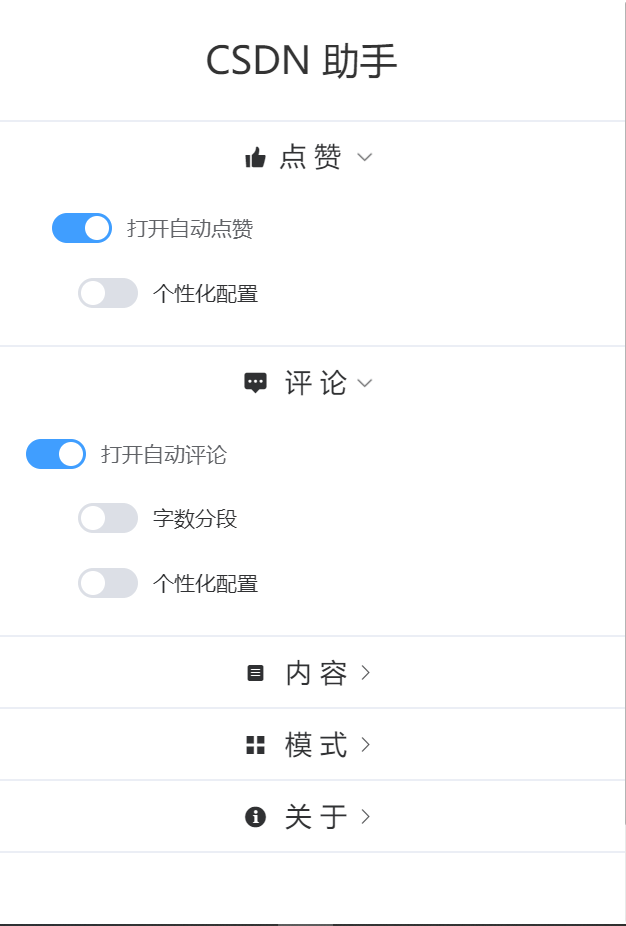 CSDN 助手
点 赞
打开自动点赞
个性化配置
评 论
打开自动评论
字数分段
个性化配置
内 容
模 式
关 于